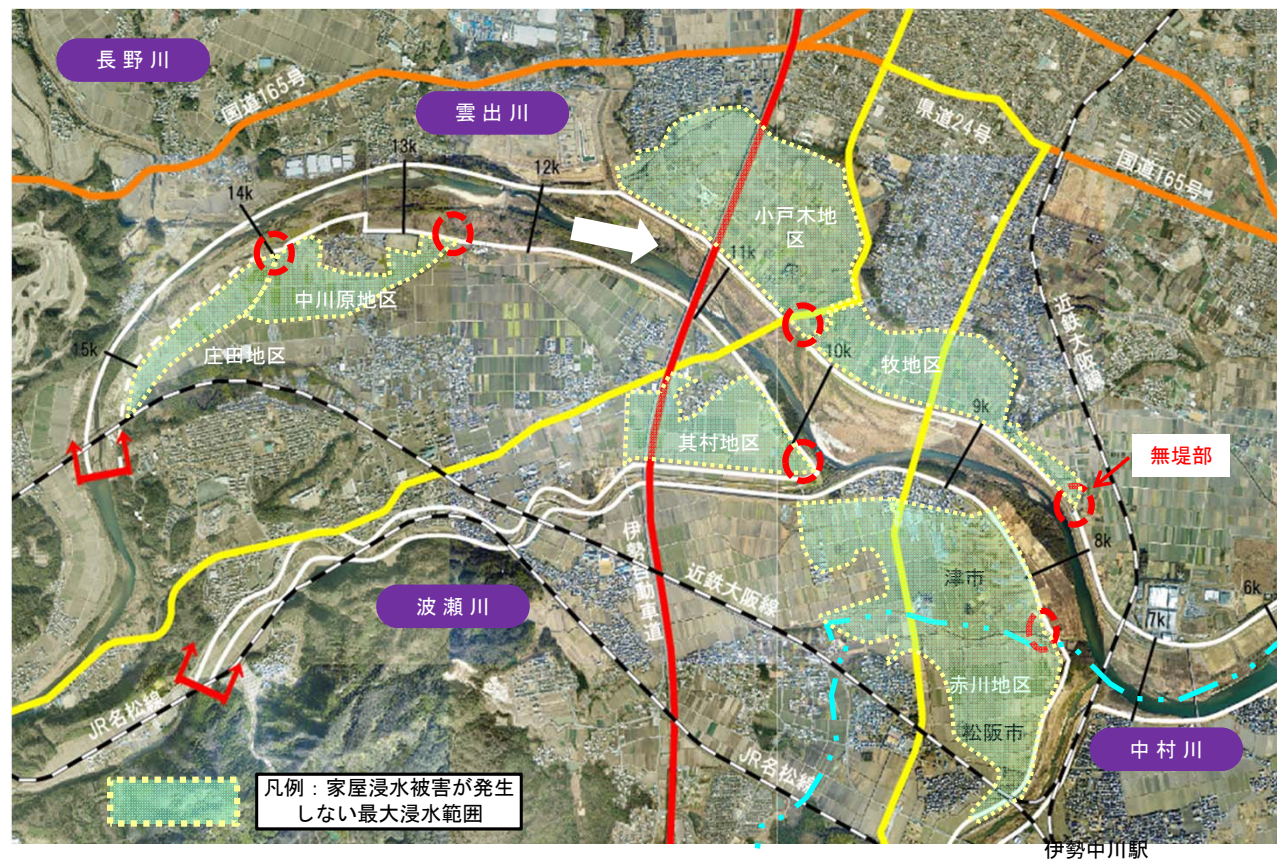 長野川
国道165号
雲出川
県道24号
国道165号
13k
12k
14k
小戸木地
区
11k
中川原地区
近鉄大阪線
15k
庄田地区
10k
牧地区
9k
其村地区
無堤部
8k
伊勢自動車道
近鉄大阪線
津市
6k
波瀬川
7k
赤川地区
松阪市
JR名松線
JR名松線
中村川
凡例：家屋浸水被害が発生
しない最大浸水範囲
伊勢中川駅